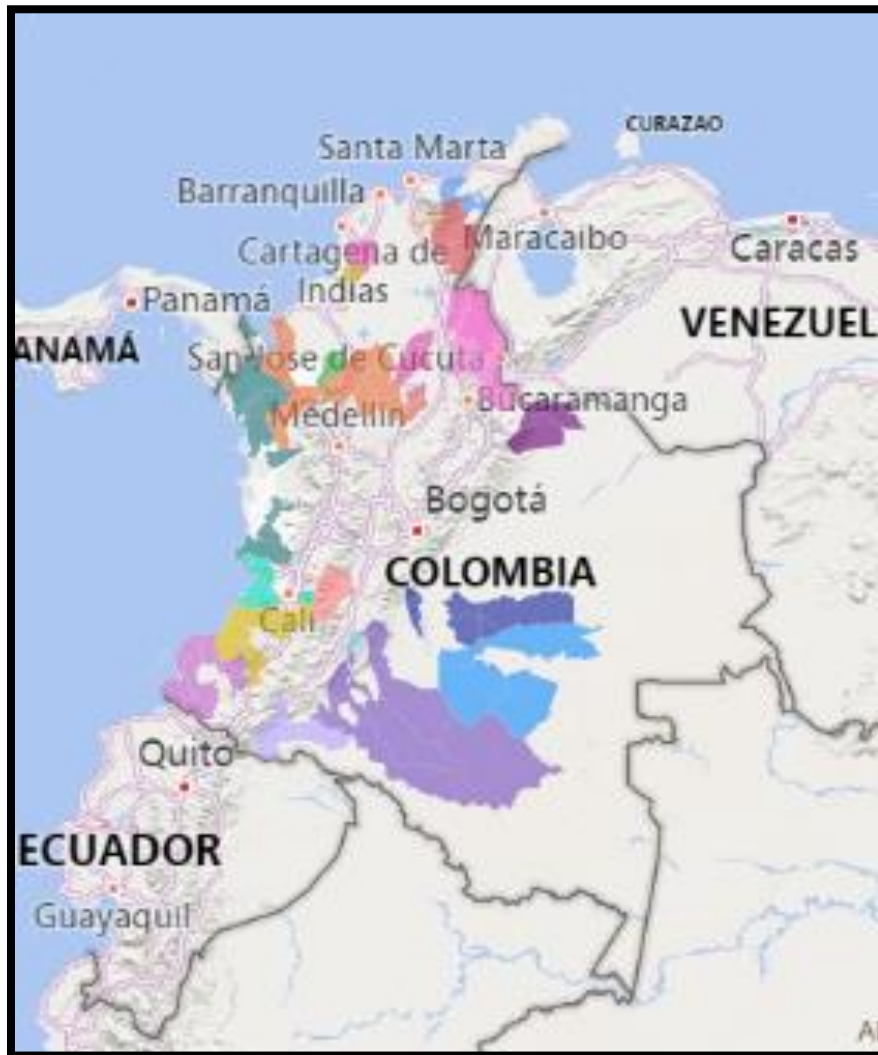 CURAZAO
Santa Marta
Barranquilla
Maracaibo
Cartagena de
Indias
Caracas
Panamá
ANAMÁ
VENEZUEL
San Jose de Cucuta
Bucaramanga
Medellín
Bogotá
COLOMBIA
Cali
Quito
ECUADOR
Guayaquil